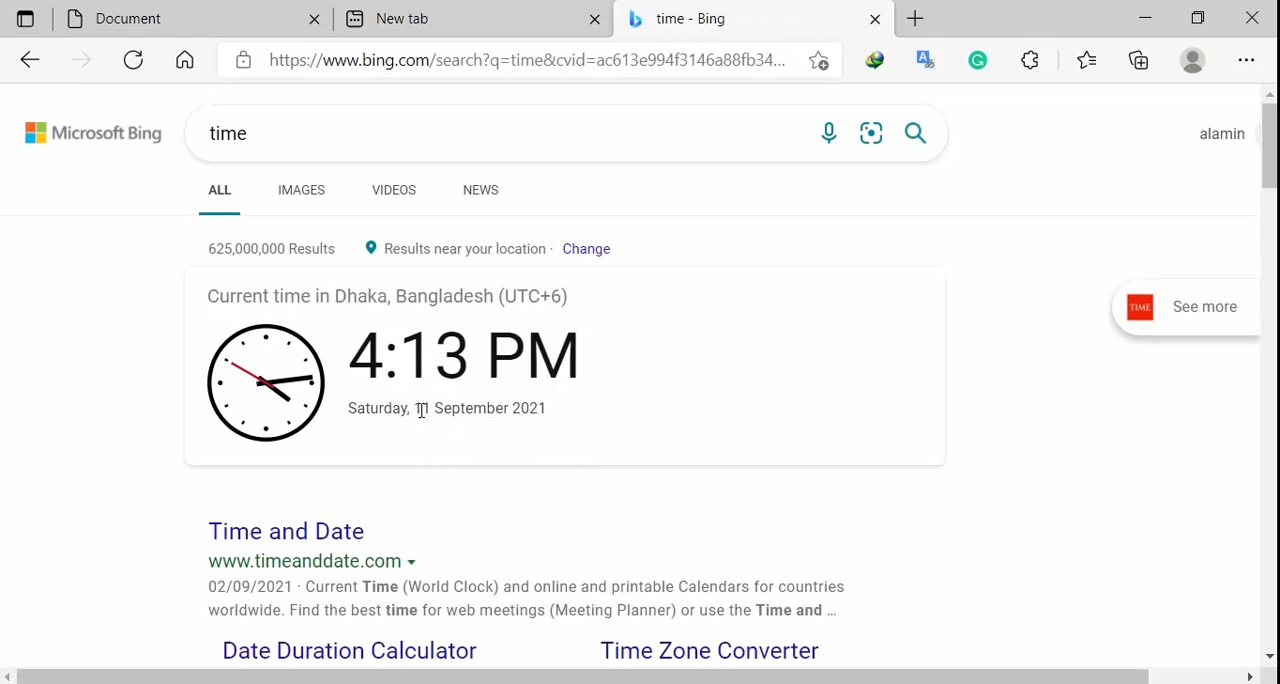 Document
New tab
time - Bing
https://www.bing.com/search?q=time&cvid=ac613e994f3146a88fb34...
Microsoft Bing
time
alamin
ALL IMAGES VIDEOS NEWS
625,000,000 Results Results near your location · Change
Current time in Dhaka, Bangladesh (UTC+6)
4:13 PM
Saturday, 11 September 2021
TIME See more
Time and Date
www.timeanddate.com
02/09/2021 · Current Time (World Clock) and online and printable Calendars for countries
worldwide. Find the best time for web meetings (Meeting Planner) or use the Time and ...
Date Duration Calculator Time Zone Converter